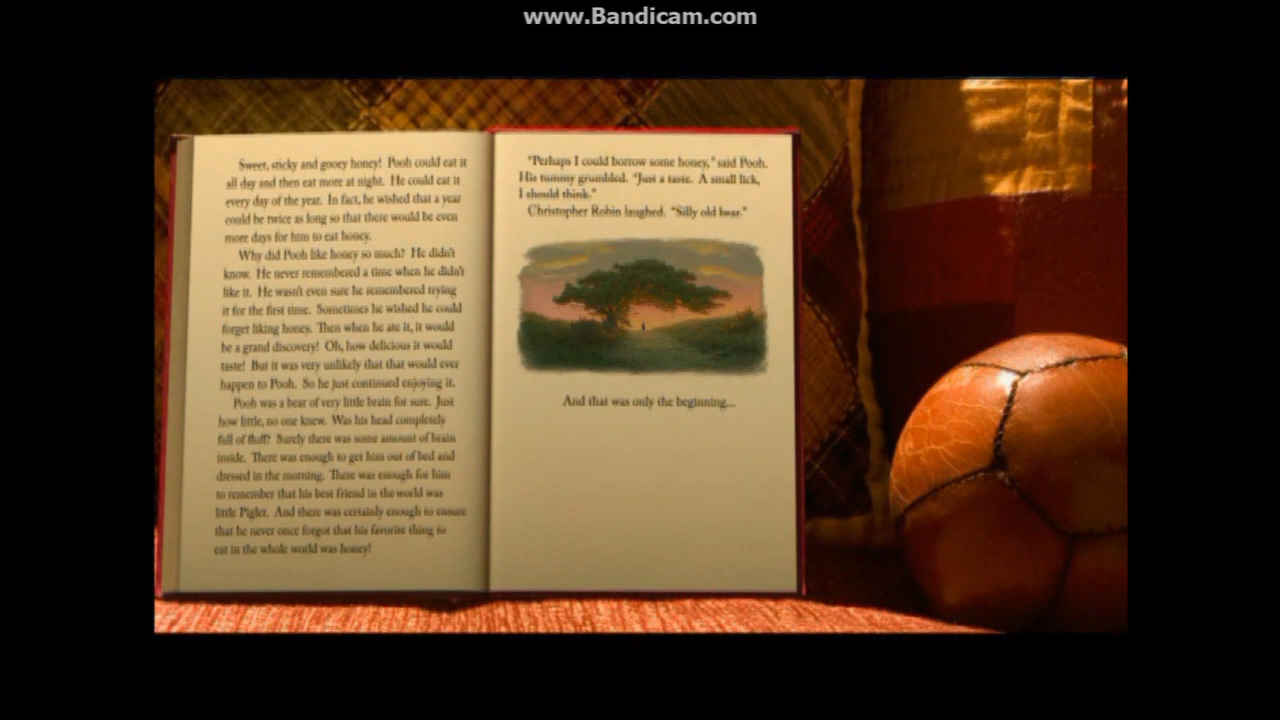 www.Bandicam.com
Sweet, sticky and gooey honey! Pooh could eat it
all day and then eat more at night. He could eat it
every day of the year. In fact, he wished that a year
could be twice as long so that there would be even
more days for him to eat honey.
Why did Pooh like honey so much? He didn't
know. He never remembered a time when he didn't
like it. He wasn't even sure he remembered trying
it for the first time. Sometimes he wished he could
forget liking honey. Then when he ate it, it would
be a grand discovery! Oh, how delicious it would
taste! But it was very unlikely that that would ever
happen to Pooh. So he just continued enjoying it.
Pooh was a bear of very little brain for sure. Just
how little, no one knew. Was his head completely
full of fluff? Surely there was some amount of brain
inside. There was enough to get him out of bed and
dressed in the morning. There was enough for him
to remember that his best friend in the world was
little Piglet. And there was certainly enough to ensure
that he never once forgot that his favorite thing to
eat in the whole world was honey!
"Perhaps I could borrow some honey," said Pooh.
His tummy grumbled. "Just a taste. A small lick,
I should think."
Christopher Robin laughed. "Silly old bear."
And that was only the beginning...